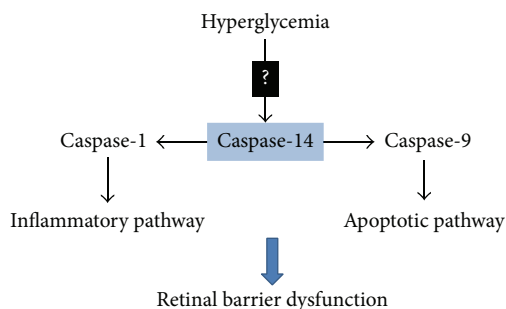 Hyperglycemia
?
Caspase-1 Caspase-14 Caspase-9
Inflammatory pathway Apoptotic pathway
Retinal barrier dysfunction